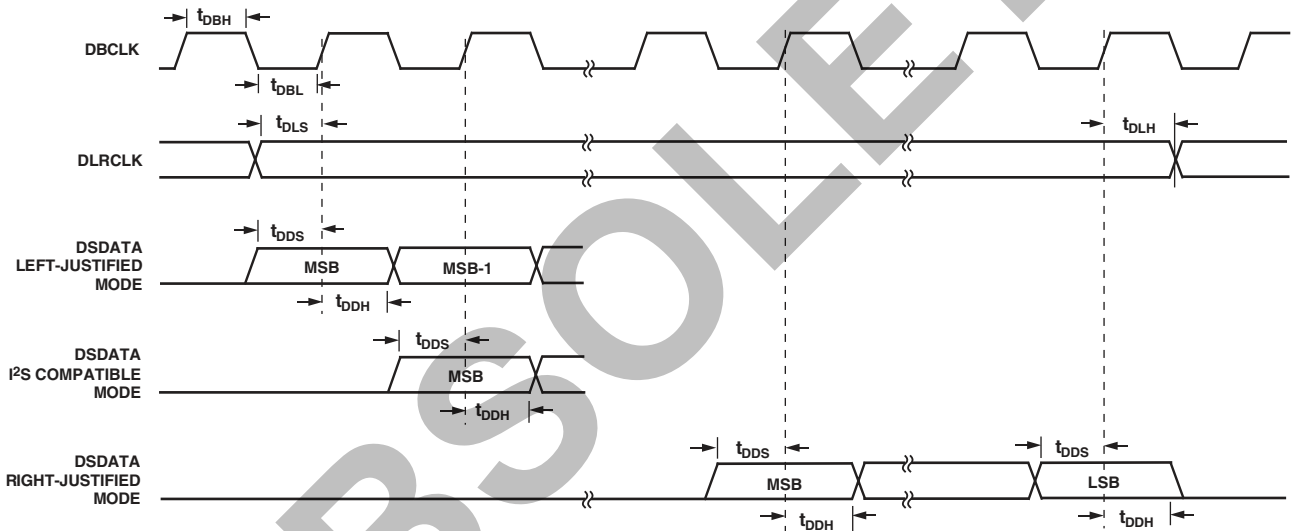 tDBH
DBCLK
tDBL
tDLS
tDLH
DLRCLK
tDDS
DSDATA
LEFT-JUSTIFIED
MODE
MSB
MSB-1
tDDH
tDDS
DSDATA
I²S COMPATIBLE
MODE
MSB
tDDH
tDDS
tDDS
DSDATA
RIGHT-JUSTIFIED
MODE
MSB
LSB
tDDH
tDDH
BSOLE